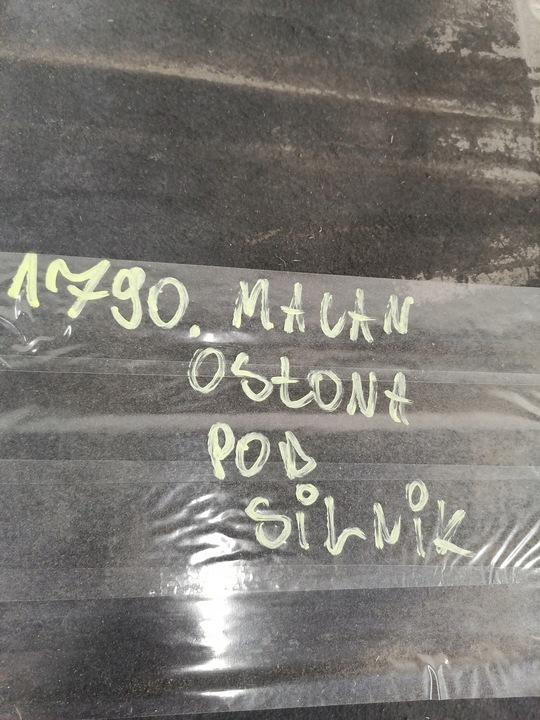 1790. MACAN
OSŁONA
POD
SiLNiK